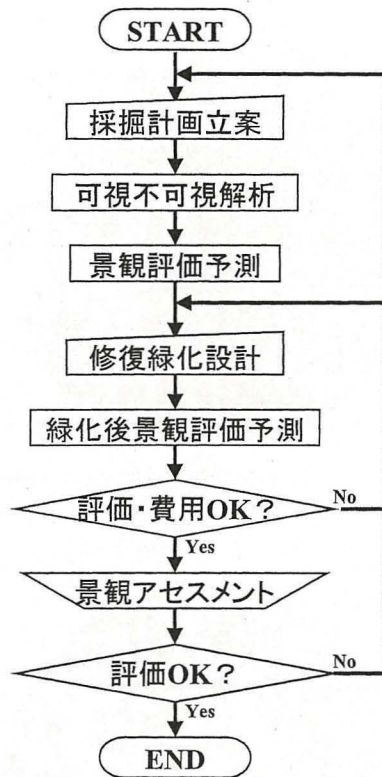 START
採掘計画立案
可視不可視解析
景観評価予測
修復緑化設計
緑化後景観評価予測
評価・費用OK?
No
Yes
景観アセスメント
評価OK?
No
Yes
END